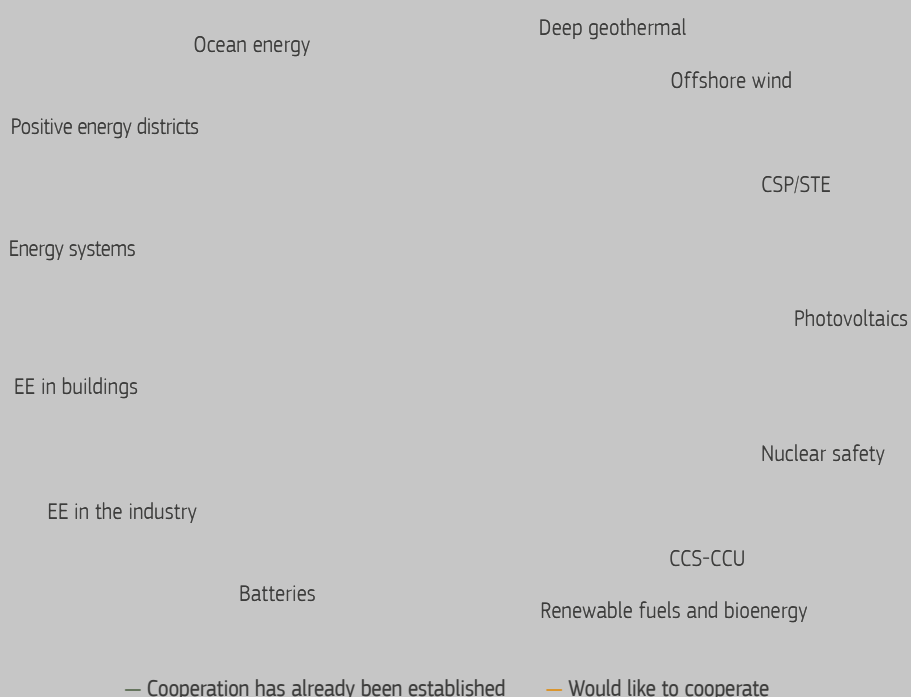 Deep geothermal
Ocean energy
Offshore wind
Positive energy districts
CSP/STE
Energy systems
Photovoltaics
EE in buildings
Nuclear safety
EE in the industry
CCS-CCU
Batteries
Renewable fuels and bioenergy
Cooperation has already been established
Would like to cooperate